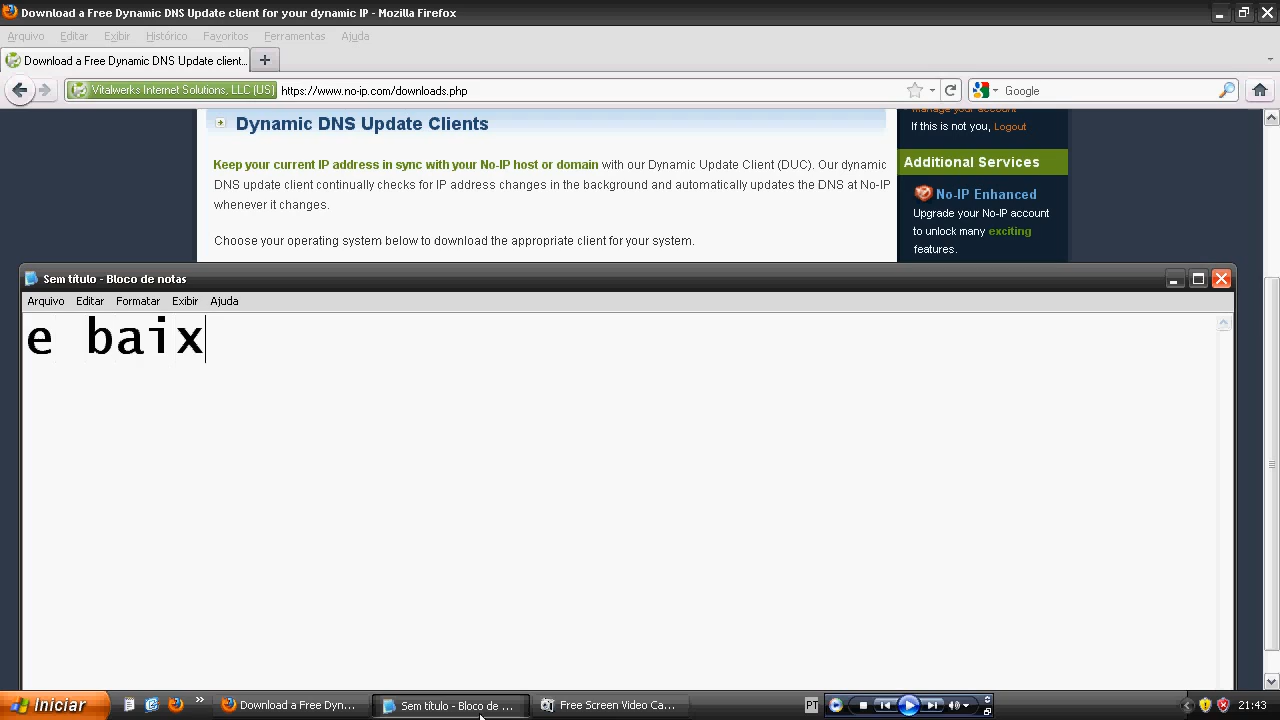 Download a Free Dynamic DNS Update client for your dynamic IP - Mozilla Firefox
Arquivo Editar Exibir Histórico Favoritos Ferramentas Ajuda
Download a Free Dynamic DNS Update client...
Vitalwerks Internet Solutions, LLC (US) https://www.no-ip.com/downloads.php Google
Dynamic DNS Update Clients
Keep your current IP address in sync with your No-IP host or domain with our Dynamic Update Client (DUC). Our dynamic
DNS update client continually checks for IP address changes in the background and automatically updates the DNS at No-IP
whenever it changes.
Choose your operating system below to download the appropriate client for your system.
manage your account
If this is not you, Logout
Additional Services
No-IP Enhanced
Upgrade your No-IP account
to unlock many exciting
features.
Sem título - Bloco de notas
Arquivo Editar Formatar Exibir Ajuda
e baix
Iniciar Download a Free Dyn... Sem título - Bloco de ... Free Screen Video Ca... PT 21:43